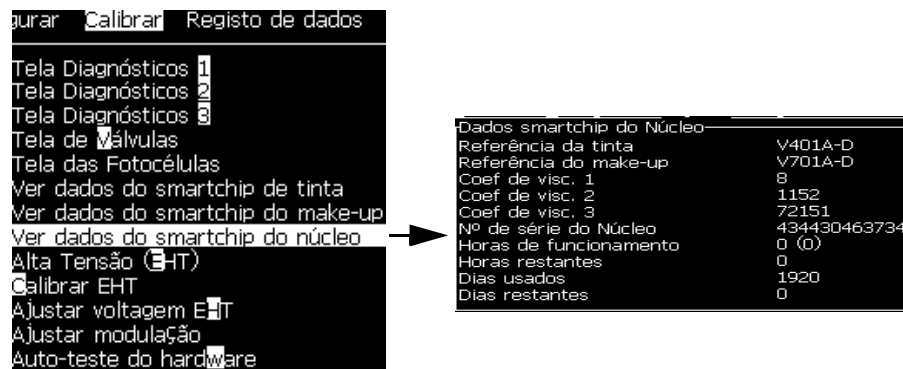 gurar Calibrar Registo de dados
Tela Diagnósticos 1
Tela Diagnósticos 2
Tela Diagnósticos 3
Tela de Válvulas
Tela das Fotocélulas
Ver dados do smartchip de tinta
Ver dados do smartchip do make-up
Ver dados do smartchip do núcleo
Alta Tensão (EHT)
Calibrar EHT
Ajustar voltagem EHT
Ajustar modulação
Auto-teste do hardware
Dados smartchip do Núcleo
Referência da tinta V401A-D
Referência do make-up V701A-D
Coef de visc. 1 8
Coef de visc. 2 1152
Coef de visc. 3 72151
Nº de série do Núcleo 434430463734
Horas de funcionamento 0 (0)
Horas restantes 0
Dias usados 1920
Dias restantes 0